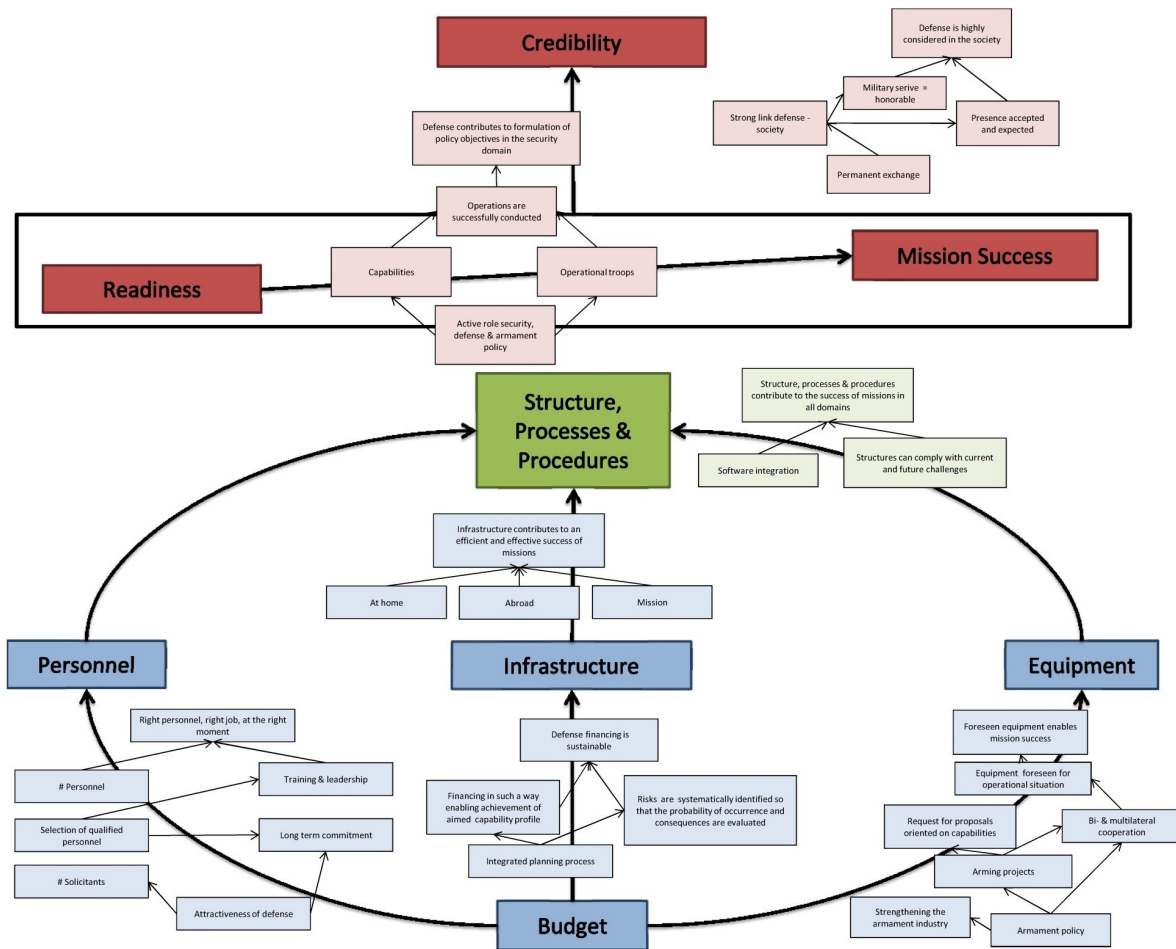 Credibility
Defense is highly
considered in the society
Military serive =
honorable
Strong link defense -
society
Presence accepted
and expected
Permanent exchange
Defense contributes to formulation of
policy objectives in the security
domain
Operations are
successfully conducted
Readiness
Capabilities
Operational troops
Mission Success
Active role security,
defense & armament
policy
Structure,
Processes &
Procedures
Structure, processes & procedures
contribute to the success of missions in
all domains
Software integration
Structures can comply with current
and future challenges
Infrastructure contributes to an
efficient and effective success of
missions
At home
Abroad
Mission
Personnel
Infrastructure
Equipment
Right personnel, right job, at the right
moment
# Personnel
Training & leadership
Selection of qualified
personnel
Long term commitment
# Solicitants
Attractiveness of defense
Defense financing is
sustainable
Financing in such a way
enabling achievement of
aimed capability profile
Risks are systematically identified so
that the probability of occurrence and
consequences are evaluated
Integrated planning process
Foreseen equipment enables
mission success
Equipment foreseen for
operational situation
Request for proposals
oriented on capabilities
Bi- & multilateral
cooperation
Arming projects
Strengthening the
armament industry
Armament policy
Budget